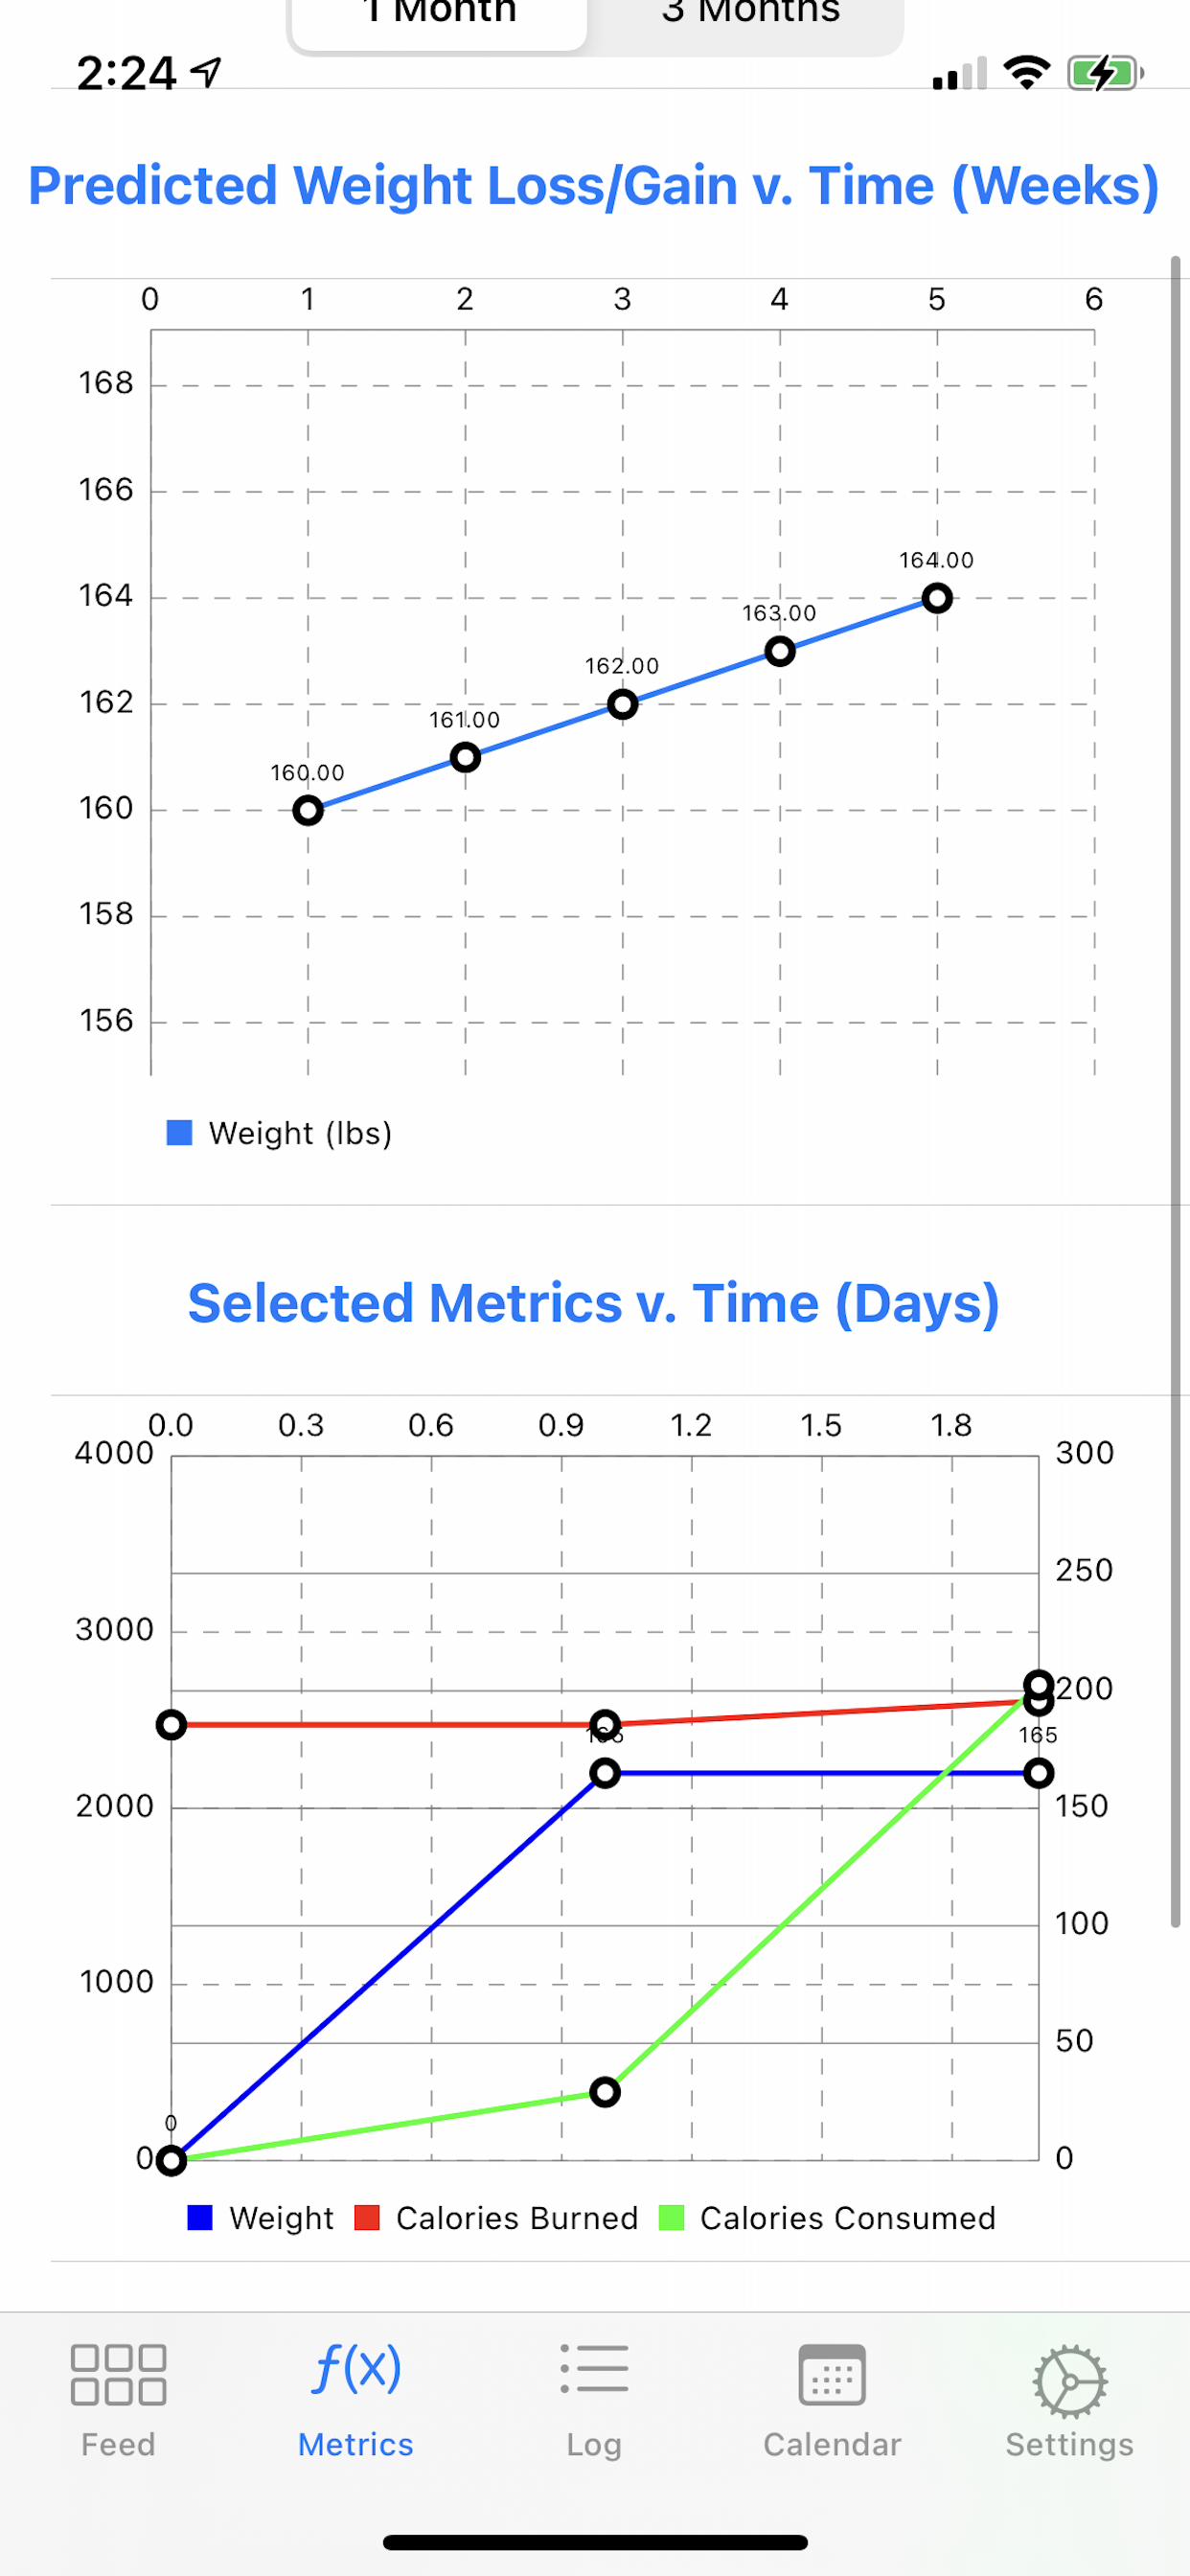 1 Month 3 Months
2:24
Predicted Weight Loss/Gain v. Time (Weeks)
0 1 2 3 4 5 6
168
166
164.00
164
163.00
162.00
162
161.00
160.00
160
158
156
Weight (lbs)
Selected Metrics v. Time (Days)
0.0 0.3 0.6 0.9 1.2 1.5 1.8
4000 300
250
3000
200
165
2000 150
100
1000
50
0
0 0
Weight Calories Burned Calories Consumed
f(x)
Feed Metrics Log Calendar Settings